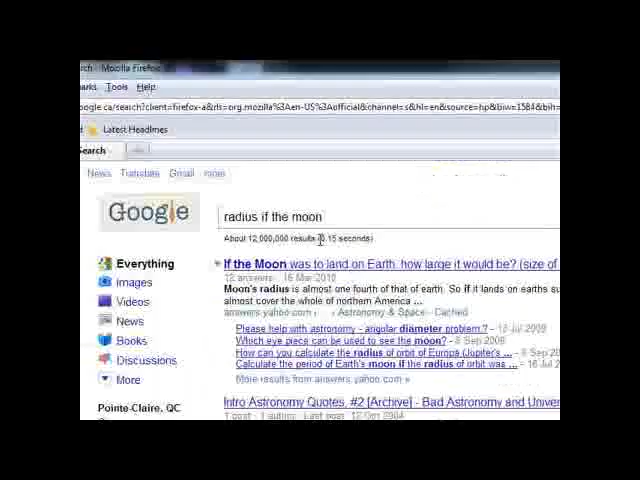 arch - Mozilla Firefox
marks Tools Help
oogle.ca/search?client=firefox-a&rls=org.mozilla%3Aen-US%3Aofficial&channel=s&hl=en&source=hp&biw=1584&bih=
Latest Headlines
Search
News Translate Gmail more
Google
radius if the moon
About 12,000,000 results (0.15 seconds)
Everything
If the Moon was to land on Earth, how large it would be? (size of
12 answers - 16 Mar 2010
Images
Moon's radius is almost one fourth of that of earth. So if it lands on earths su
almost cover the whole of northern America ...
Videos
answers.yahoo.com › ... › Astronomy & Space - Cached
News
Please help with astronomy - angular diameter problem.? - 13 Jul 2009
Books
Which eye piece can be used to see the moon? - 8 Sep 2009
How can you calculate the radius of orbit of Europa (Jupiter's ... - 6 Sep 20
Discussions
Calculate the period of Earth's moon if the radius of orbit was ... - 16 Jul 2
More
More results from answers.yahoo.com »
Pointe-Claire, QC
Intro Astronomy Quotes, #2 [Archive] - Bad Astronomy and Univer
1 post - 1 author - Last post: 12 Oct 2004